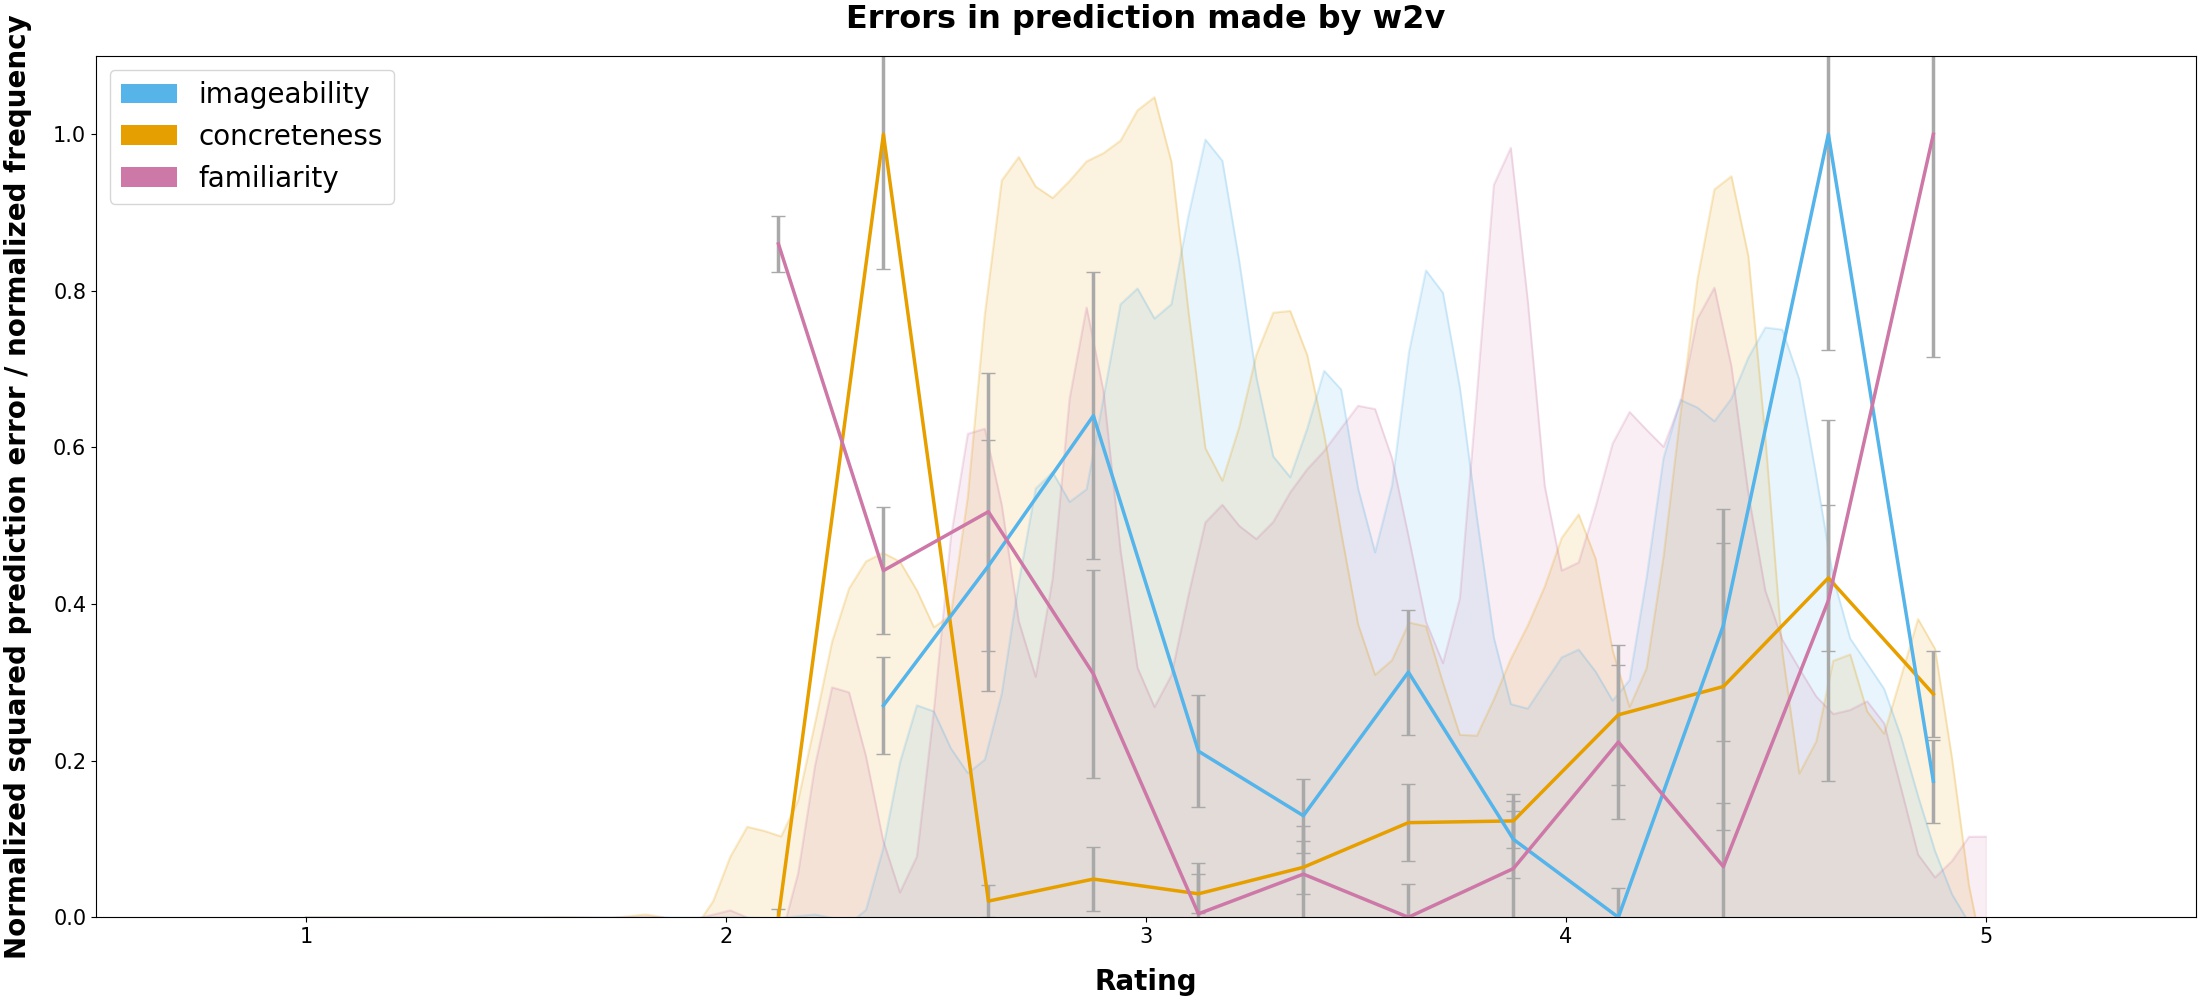 Errors in prediction made by w2v
Normalized squared prediction error / normalized frequency
imageability
concreteness
familiarity
1.0
0.8
0.6
0.4
0.2
0.0
1 2 3 4 5
Rating